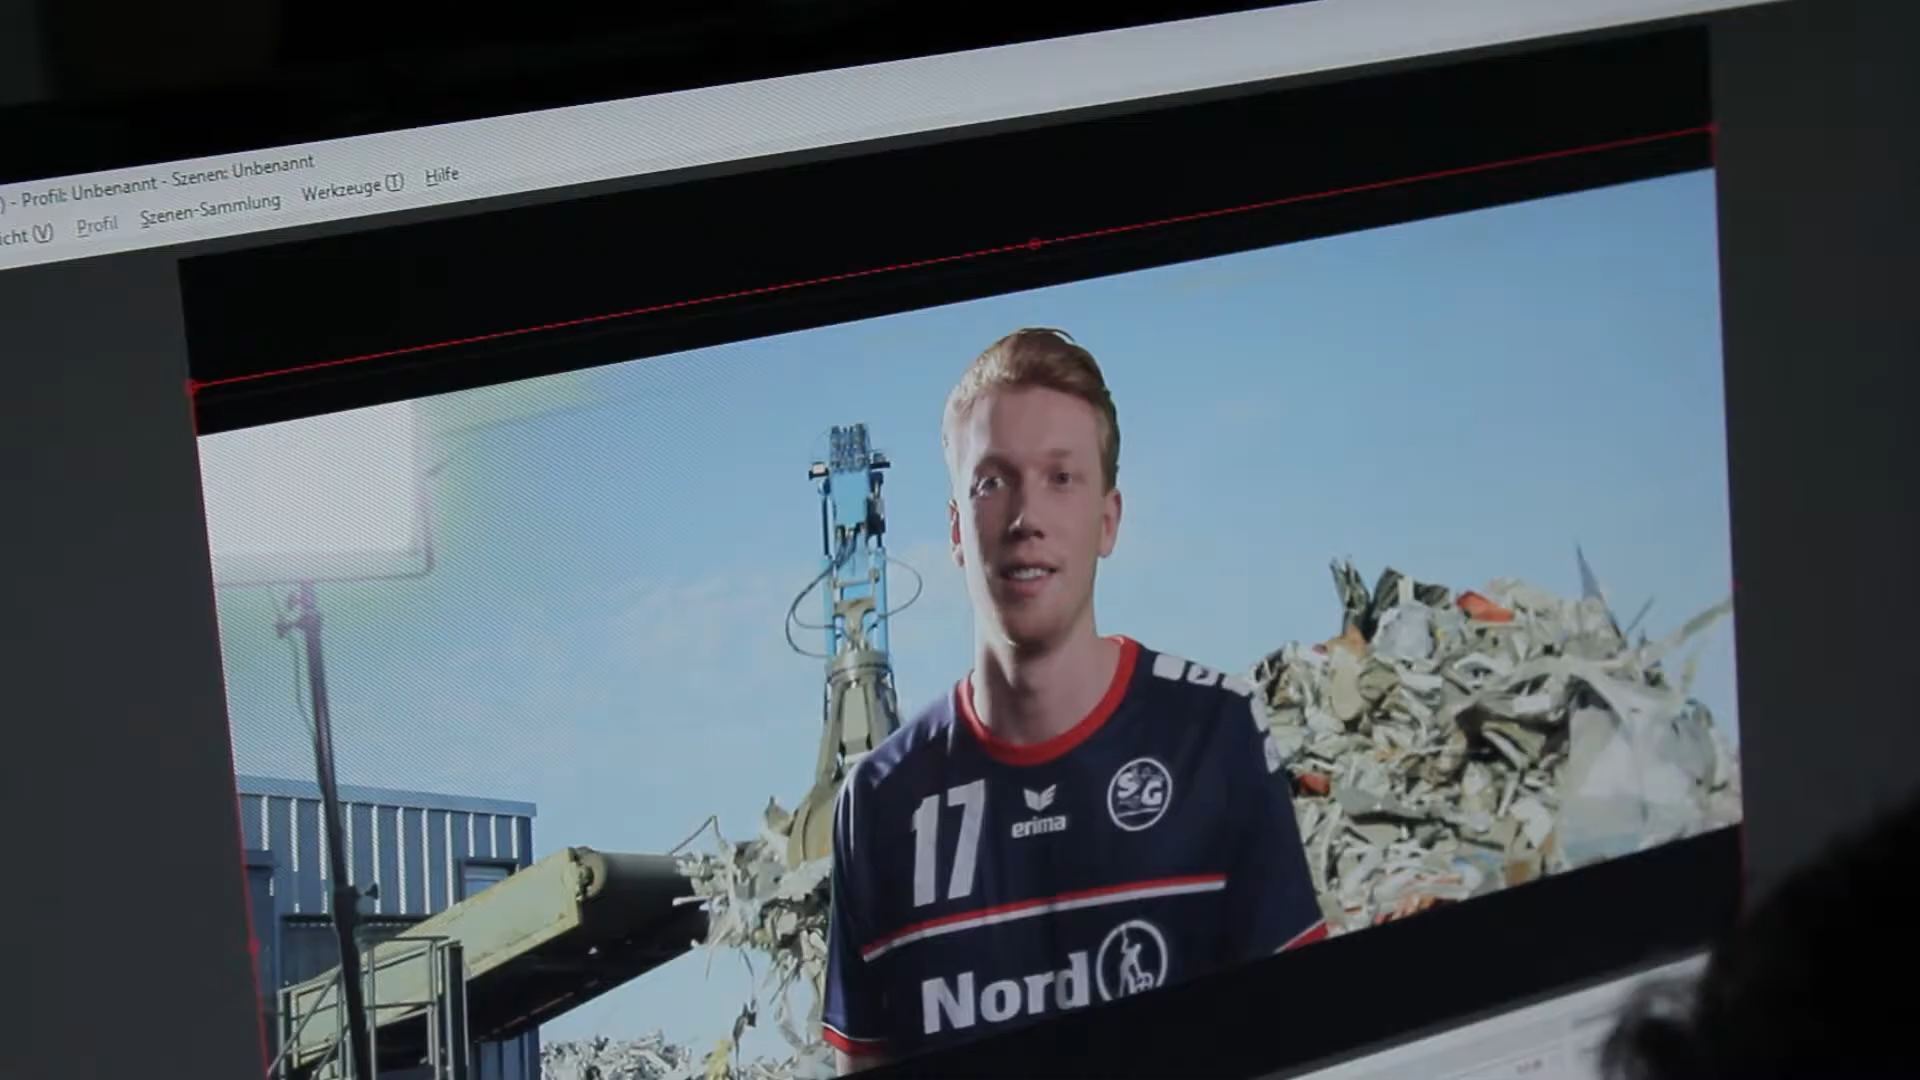 ) - Profil: Unbenannt - Szenen: Unbenannt
icht (V) Profil Szenen-Sammlung Werkzeuge (T) Hilfe
17
erima
SG
Nord